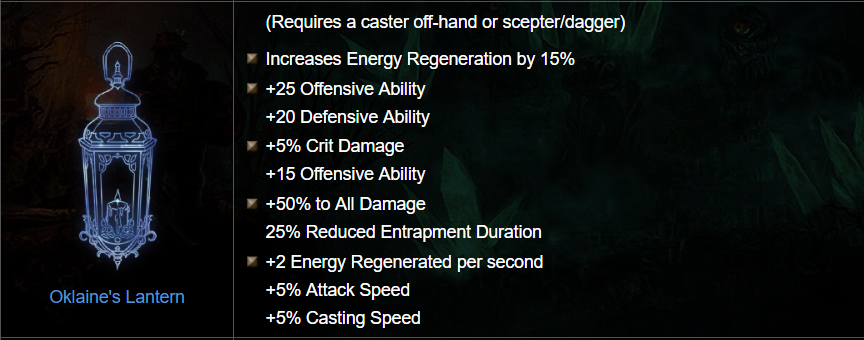 (Requires a caster off-hand or scepter/dagger)
Increases Energy Regeneration by 15%
+25 Offensive Ability
+20 Defensive Ability
+5% Crit Damage
+15 Offensive Ability
+50% to All Damage
25% Reduced Entrapment Duration
+2 Energy Regenerated per second
+5% Attack Speed
+5% Casting Speed
Oklaine's Lantern